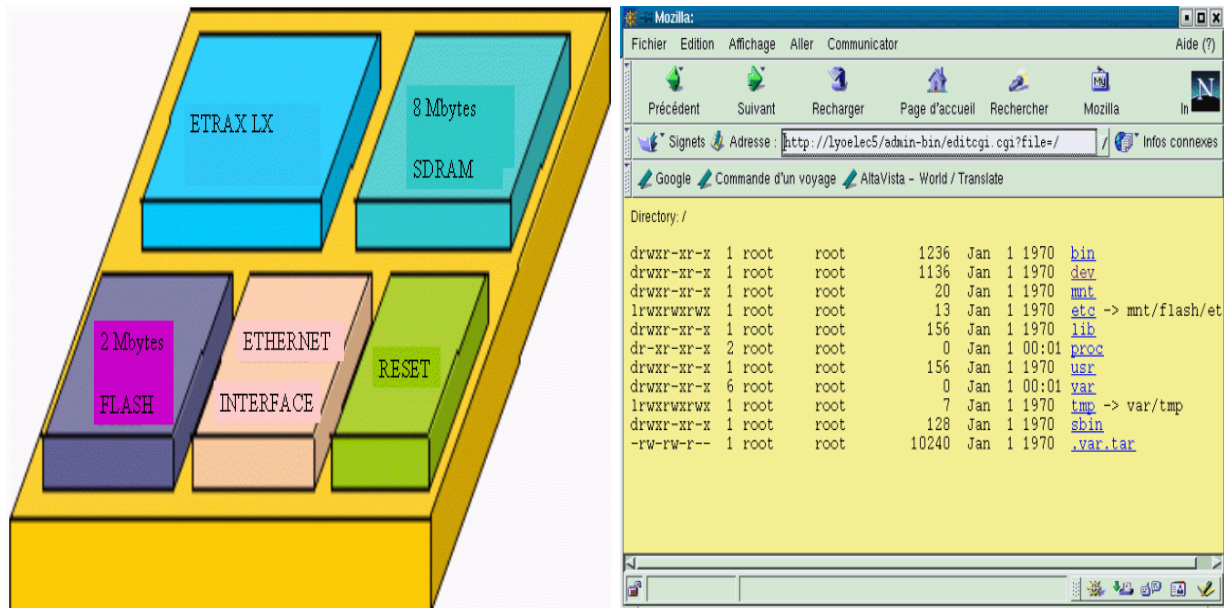 ETRAX LX
8 Mbytes
SDRAM
2 Mbytes
FLASH
ETHERNET
INTERFACE
RESET
Mozilla:
Fichier Edition Affichage Aller Communicator Aide (?)
Précédent Suivant Recharger Page d'accueil Rechercher Mozilla In
My
N
Signets Adresse : http://lyoelec5/admin-bin/editcgi.cgi?file=/ / Infos connexes
Google Commande d'un voyage AltaVista - World / Translate
Directory: /
drwxr-xr-x 1 root root 1236 Jan 1 1970 bin
drwxr-xr-x 1 root root 1136 Jan 1 1970 dev
drwxr-xr-x 1 root root 20 Jan 1 1970 mnt
lrwxrwxrwx 1 root root 13 Jan 1 1970 etc -> mnt/flash/et
drwxr-xr-x 1 root root 156 Jan 1 1970 lib
dr-xr-xr-x 2 root root 0 Jan 1 00:01 proc
drwxr-xr-x 1 root root 156 Jan 1 1970 usr
drwxr-xr-x 6 root root 0 Jan 1 00:01 var
lrwxrwxrwx 1 root root 7 Jan 1 1970 tmp -> var/tmp
drwxr-xr-x 1 root root 128 Jan 1 1970 sbin
-rw-rw-r-- 1 root root 10240 Jan 1 1970 .var.tar